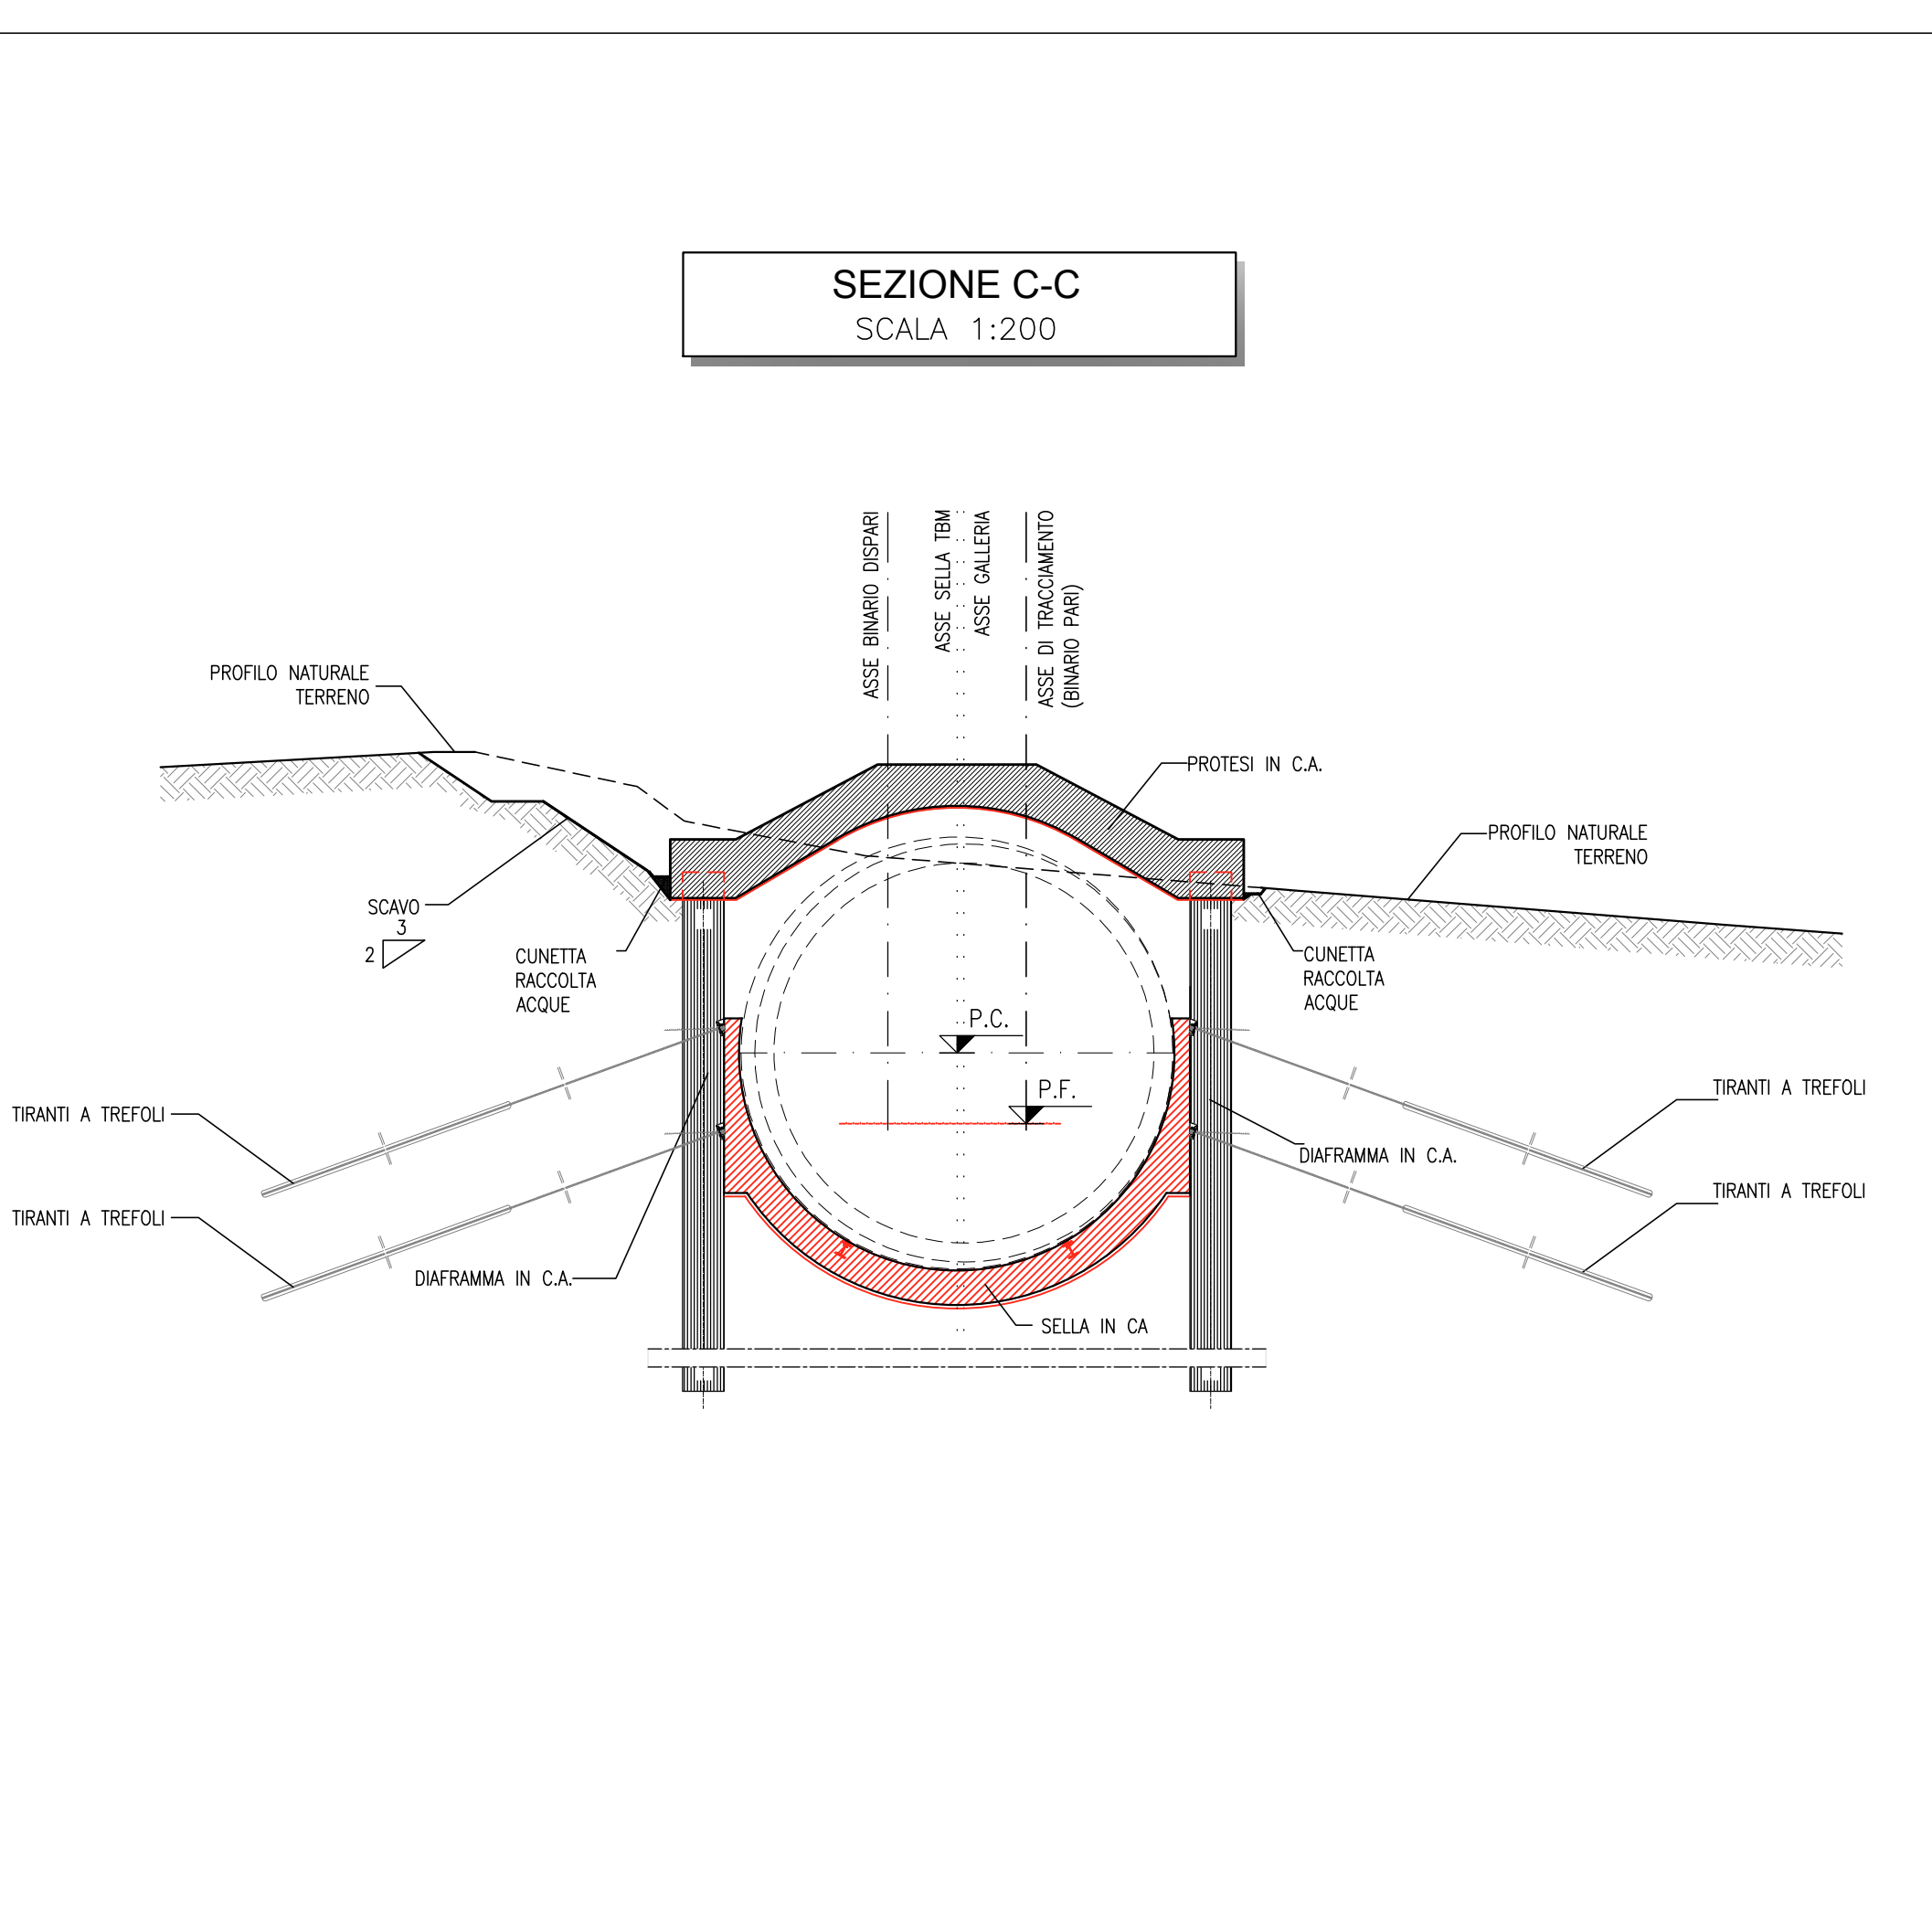 SEZIONE C-C
SCALA 1:200
ASSE BINARIO DISPARI
ASSE SELLA TBM
ASSE GALLERIA
ASSE DI TRACCIAMENTO
(BINARIO PARI)
PROFILO NATURALE
TERRENO
PROTESI IN C.A.
PROFILO NATURALE
TERRENO
SCAVO
3
2
CUNETTA
RACCOLTA
ACQUE
CUNETTA
RACCOLTA
ACQUE
P.C.
P.F.
TIRANTI A TREFOLI
TIRANTI A TREFOLI
DIAFRAMMA IN C.A.
TIRANTI A TREFOLI
TIRANTI A TREFOLI
DIAFRAMMA IN C.A.
SELLA IN CA